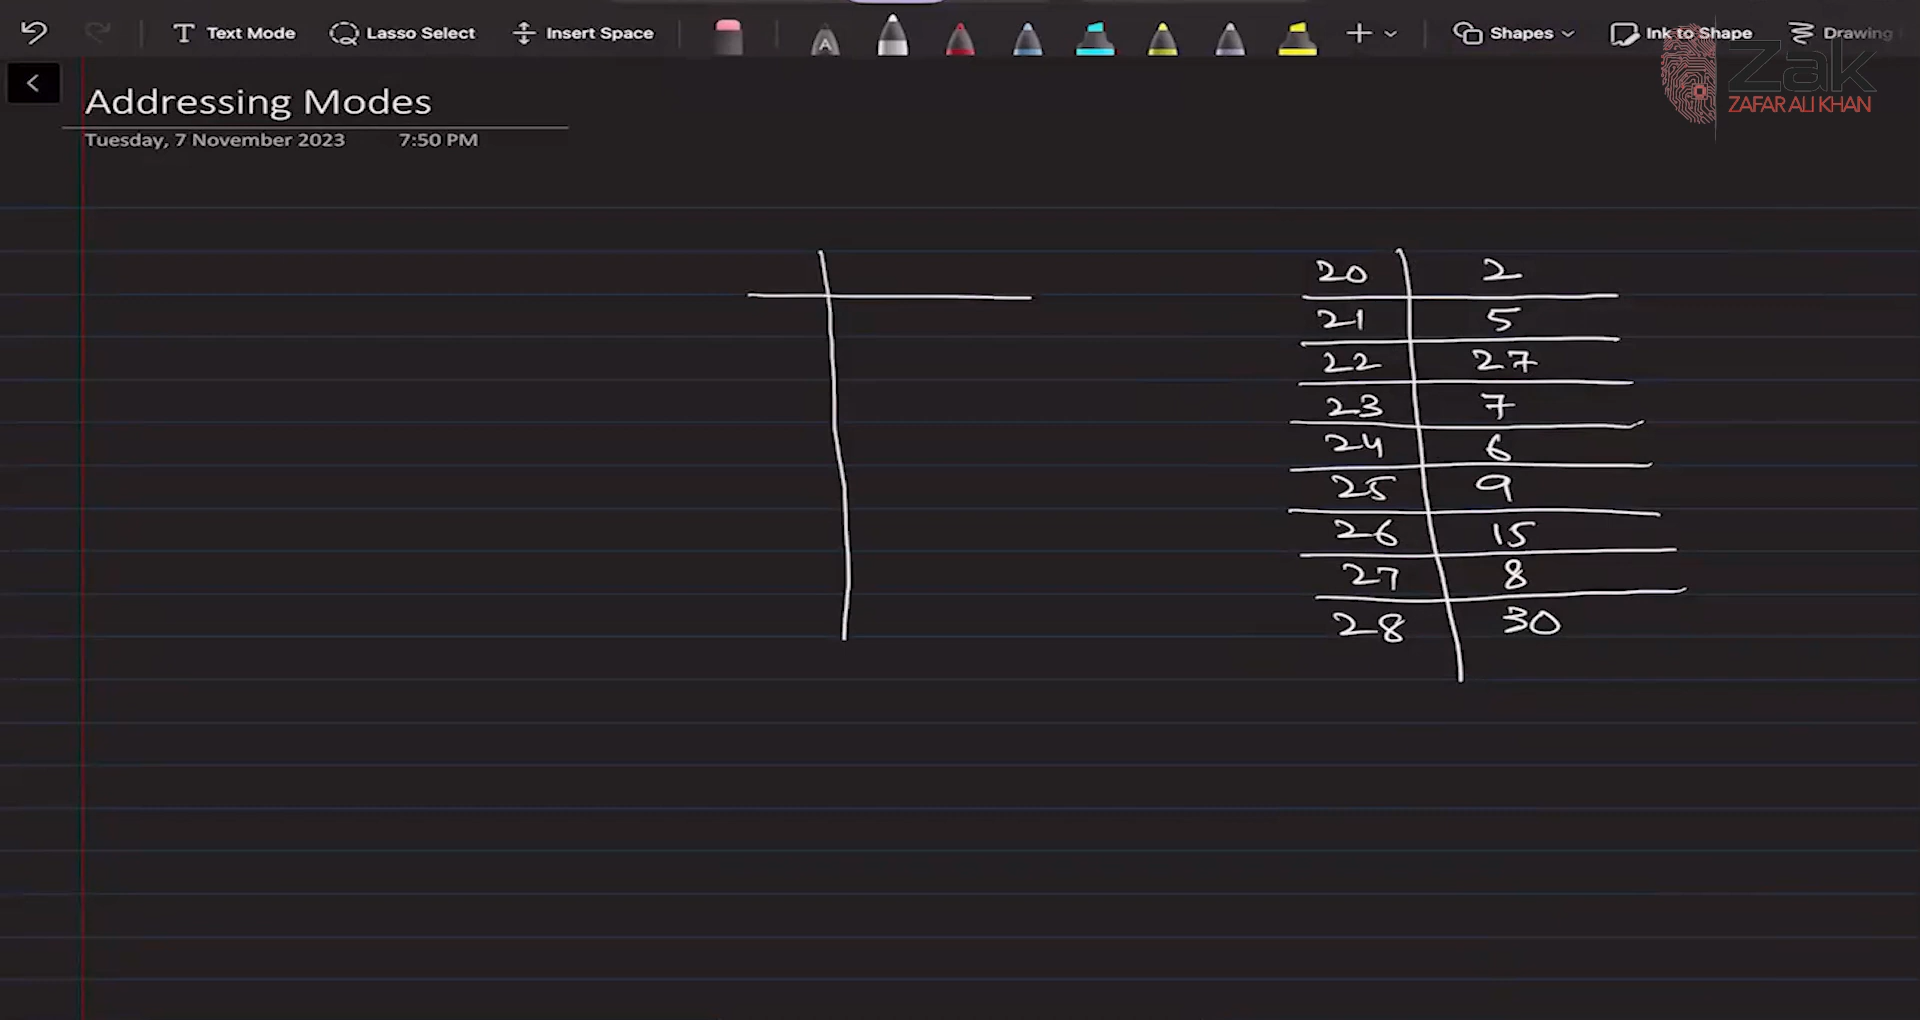 Text Mode Lasso Select Insert Space Shapes Ink to Shape Drawing
Zak
ZAFAR ALI KHAN
Addressing Modes
Tuesday, 7 November 2023 7:50 PM
20 2
21 5
22 27
23 7
24 6
25 9
26 15
27 8
28 30